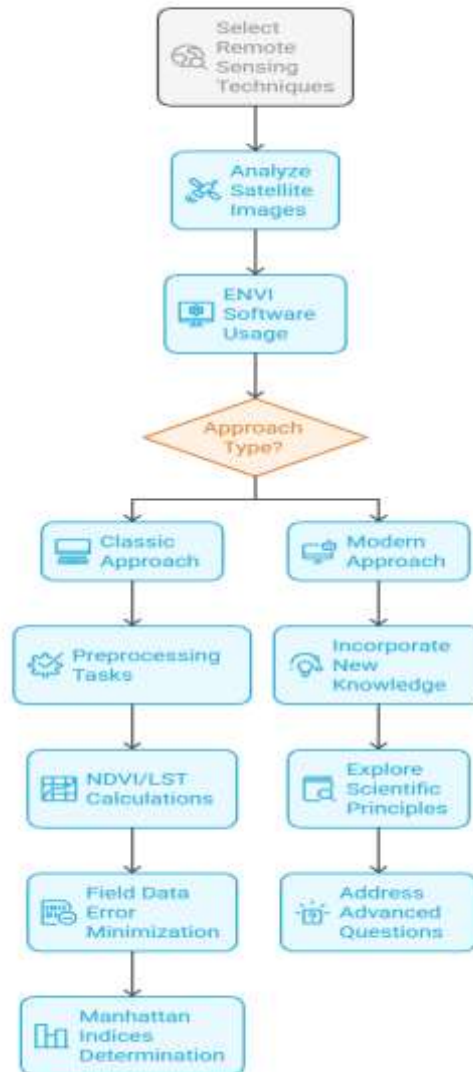 Select
Remote
Sensing
Techniques
Analyze
Satellite
Images
ENVI
Software
Usage
Approach
Type?
Classic
Approach
Preprocessing
Tasks
NDVI/LST
Calculations
Field Data
Error
Minimization
Manhattan
Indices
Determination
Modern
Approach
Incorporate
New
Knowledge
Explore
Scientific
Principles
Address
Advanced
Questions